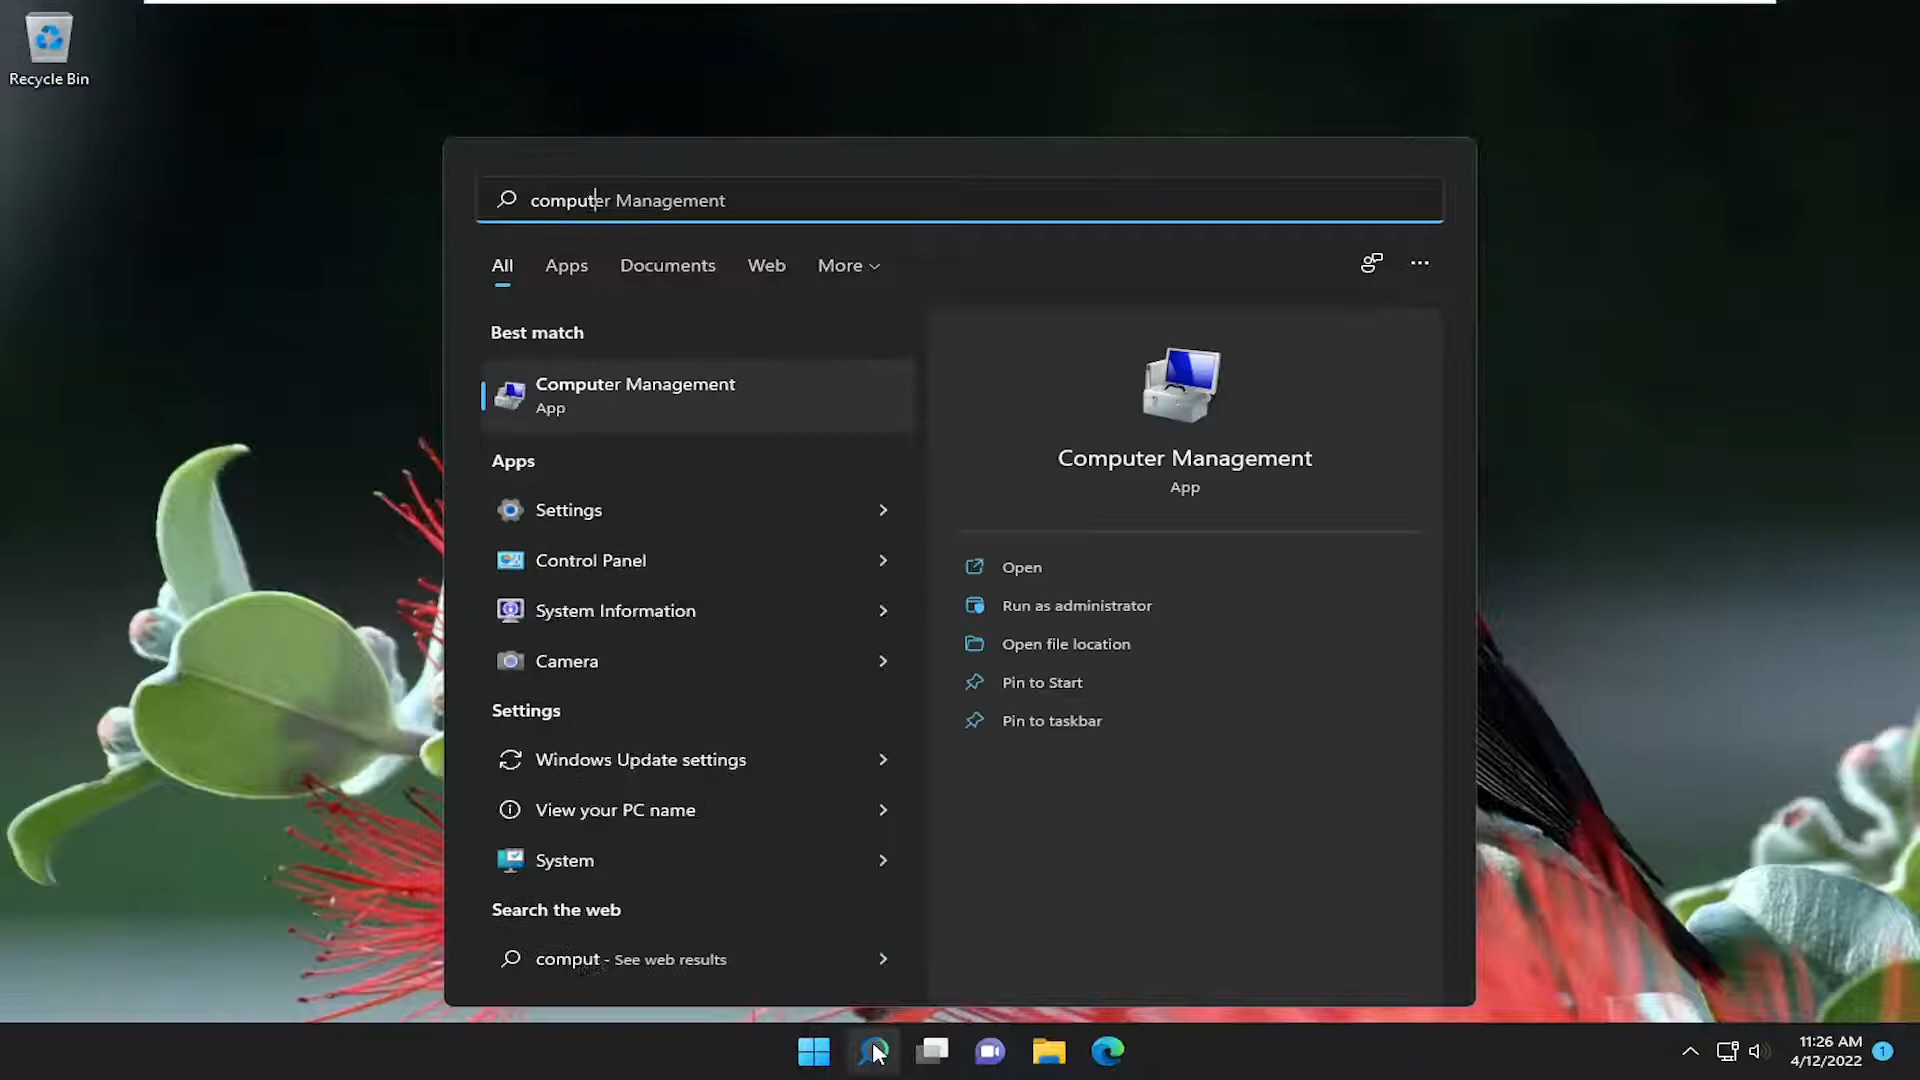 Recycle Bin
computer Management
All Apps Documents Web More
Best match
Computer Management
App
Apps
Settings
Control Panel
System Information
Camera
Settings
Windows Update settings
View your PC name
System
Search the web
comput - See web results
Computer Management
App
Open
Run as administrator
Open file location
Pin to Start
Pin to taskbar
11:26 AM
4/12/2022
1